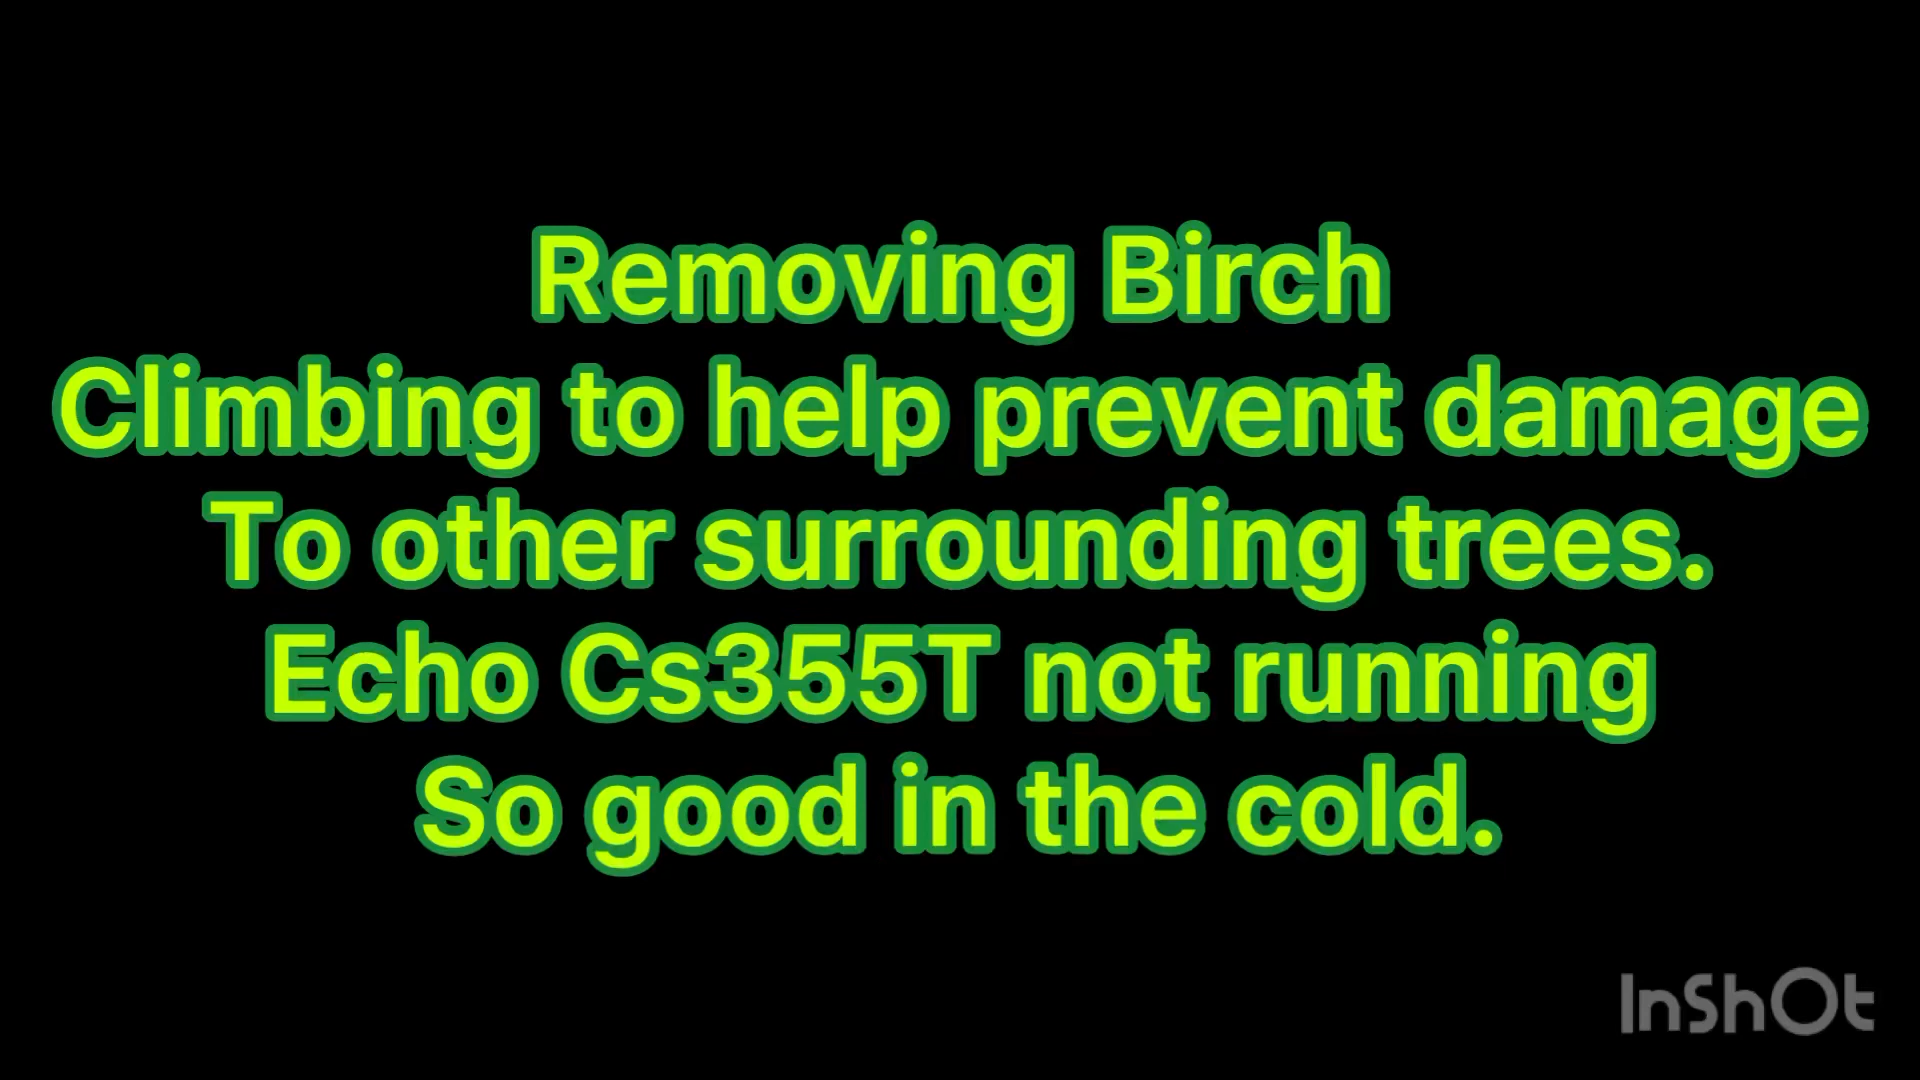 Removing Birch
Climbing to help prevent damage
To other surrounding trees.
Echo Cs355T not running
So good in the cold.
InShOt